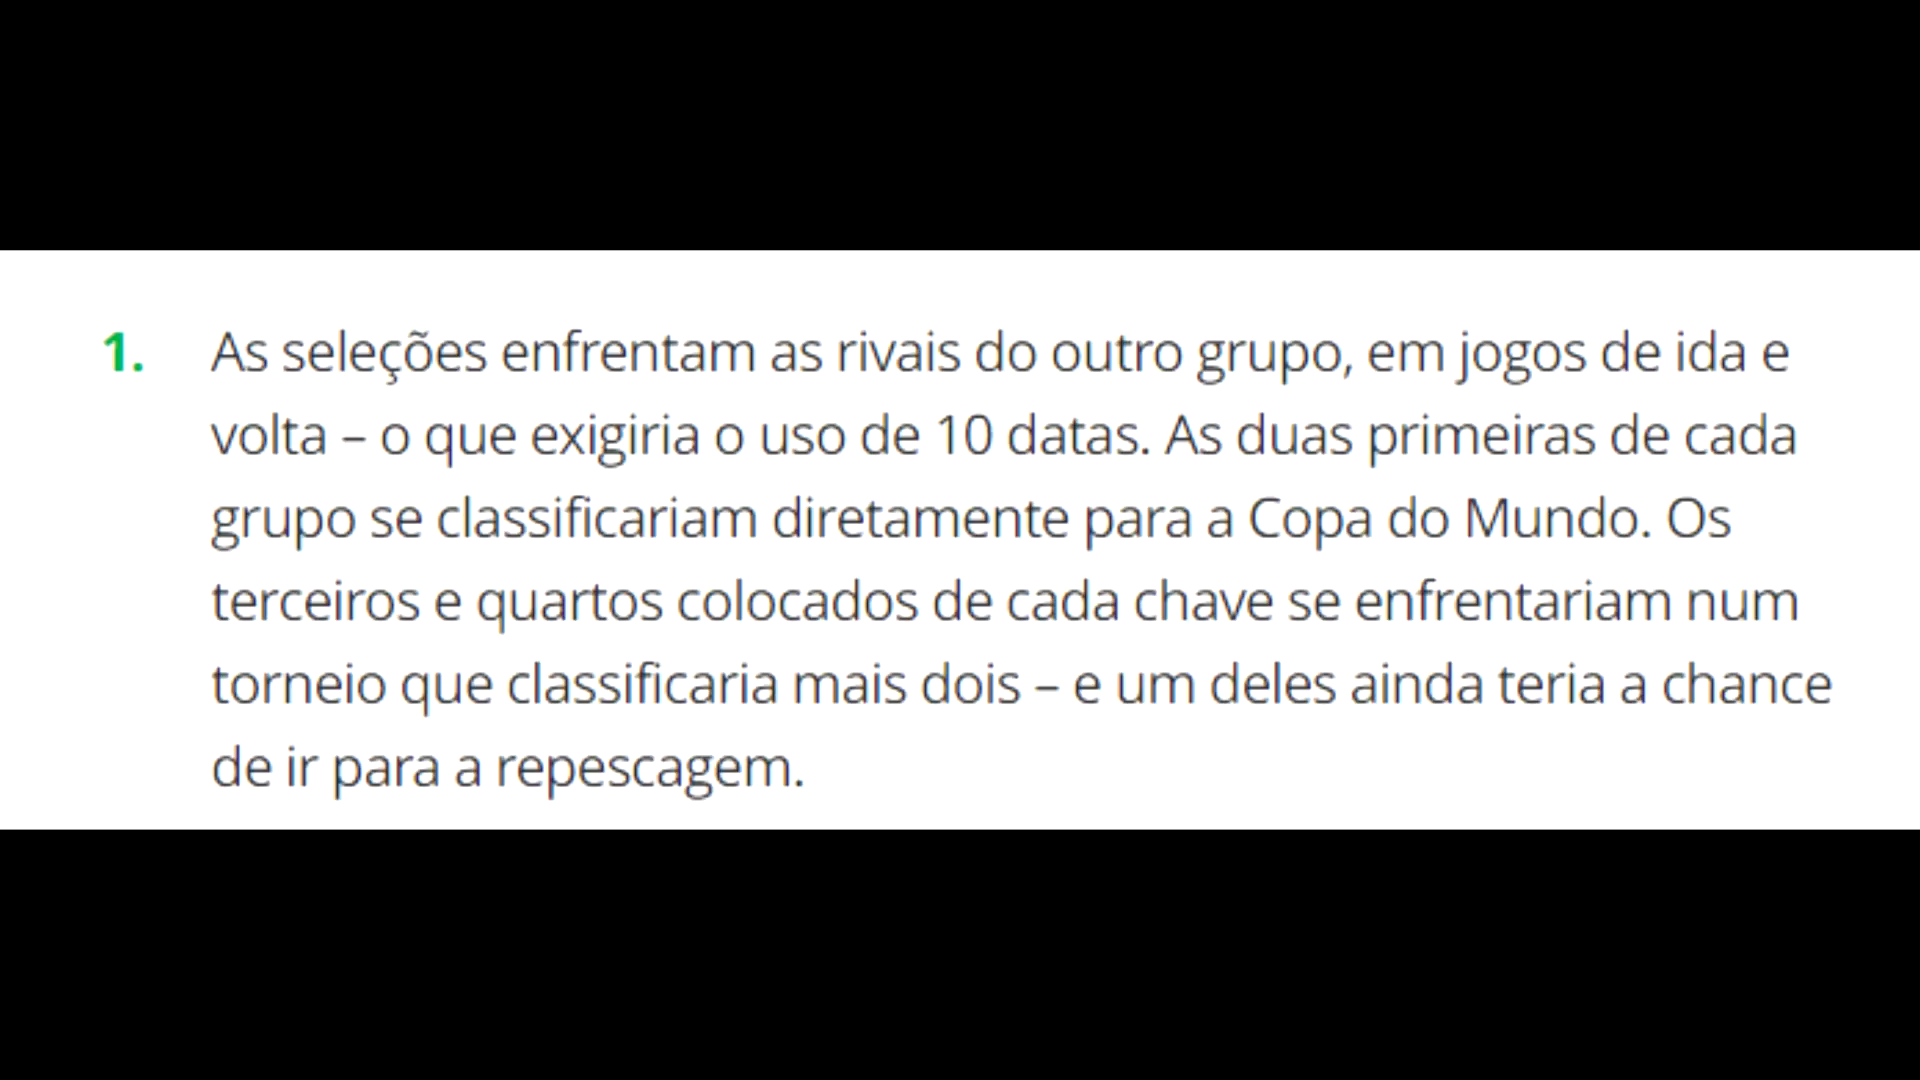 1. As seleções enfrentam as rivais do outro grupo, em jogos de ida e
volta – o que exigiria o uso de 10 datas. As duas primeiras de cada
grupo se classificariam diretamente para a Copa do Mundo. Os
terceiros e quartos colocados de cada chave se enfrentariam num
torneio que classificaria mais dois – e um deles ainda teria a chance
de ir para a repescagem.